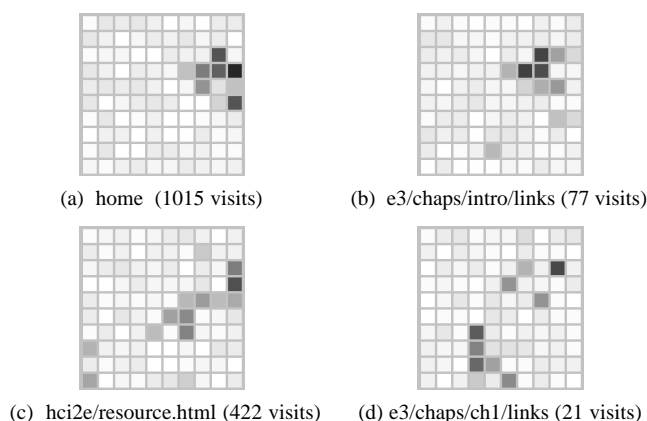 (a) home (1015 visits)
(b) e3/chaps/intro/links (77 visits)
(c) hci2e/resource.html (422 visits)
(d) e3/chaps/ch1/links (21 visits)